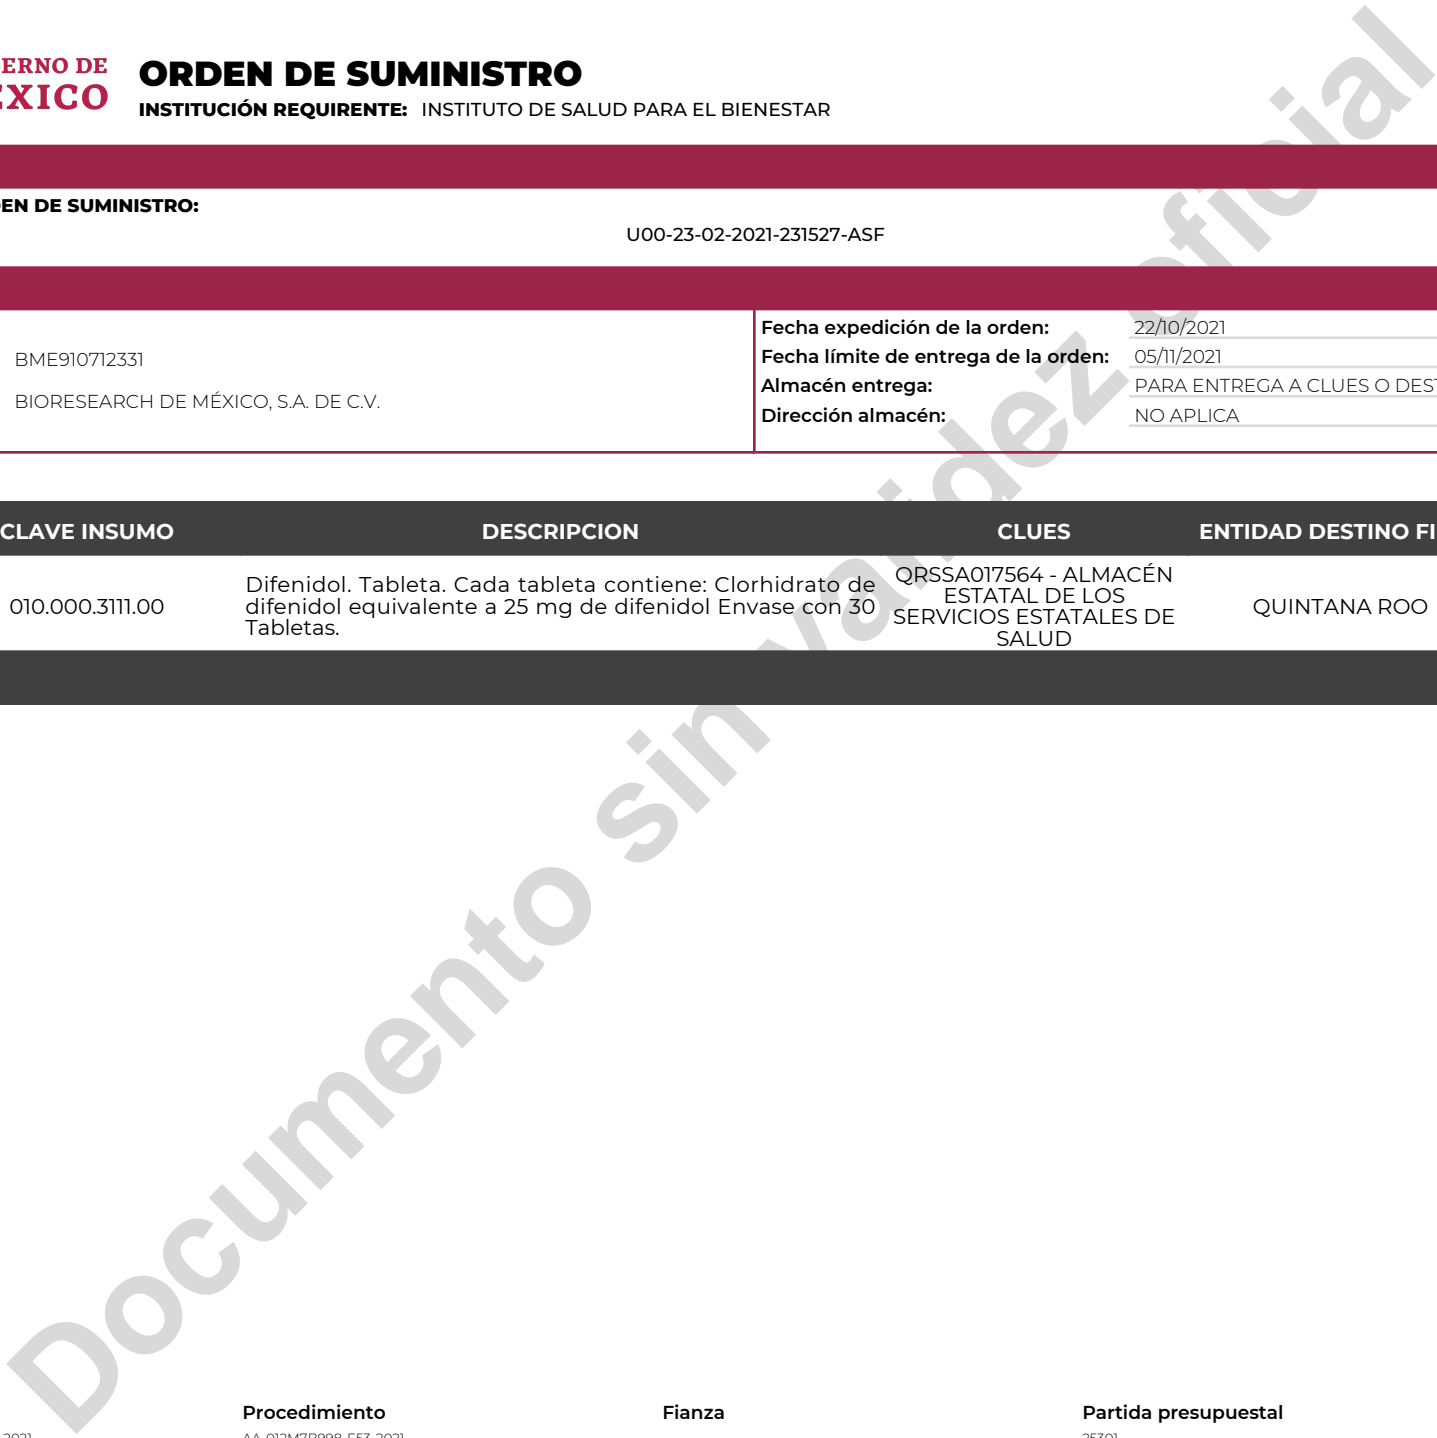 ERNO DE
ÉXICO
ORDEN DE SUMINISTRO
INSTITUCIÓN REQUIRENTE: INSTITUTO DE SALUD PARA EL BIENESTAR
EN DE SUMINISTRO:
U00-23-02-2021-231527-ASF
BME910712331
BIORESEARCH DE MÉXICO, S.A. DE C.V.
Fecha expedición de la orden: 22/10/2021
Fecha límite de entrega de la orden: 05/11/2021
Almacén entrega: PARA ENTREGA A CLUES O DEST
Dirección almacén: NO APLICA
CLAVE INSUMO DESCRIPCION CLUES ENTIDAD DESTINO FI
010.000.3111.00
Difenidol. Tableta. Cada tableta contiene: Clorhidrato de
difenidol equivalente a 25 mg de difenidol Envase con 30
Tabletas.
QRSSA017564 - ALMACÉN
ESTATAL DE LOS
SERVICIOS ESTATALES DE
SALUD
QUINTANA ROO
Documento sin validez oficial
Procedimiento Fianza Partida presupuestal